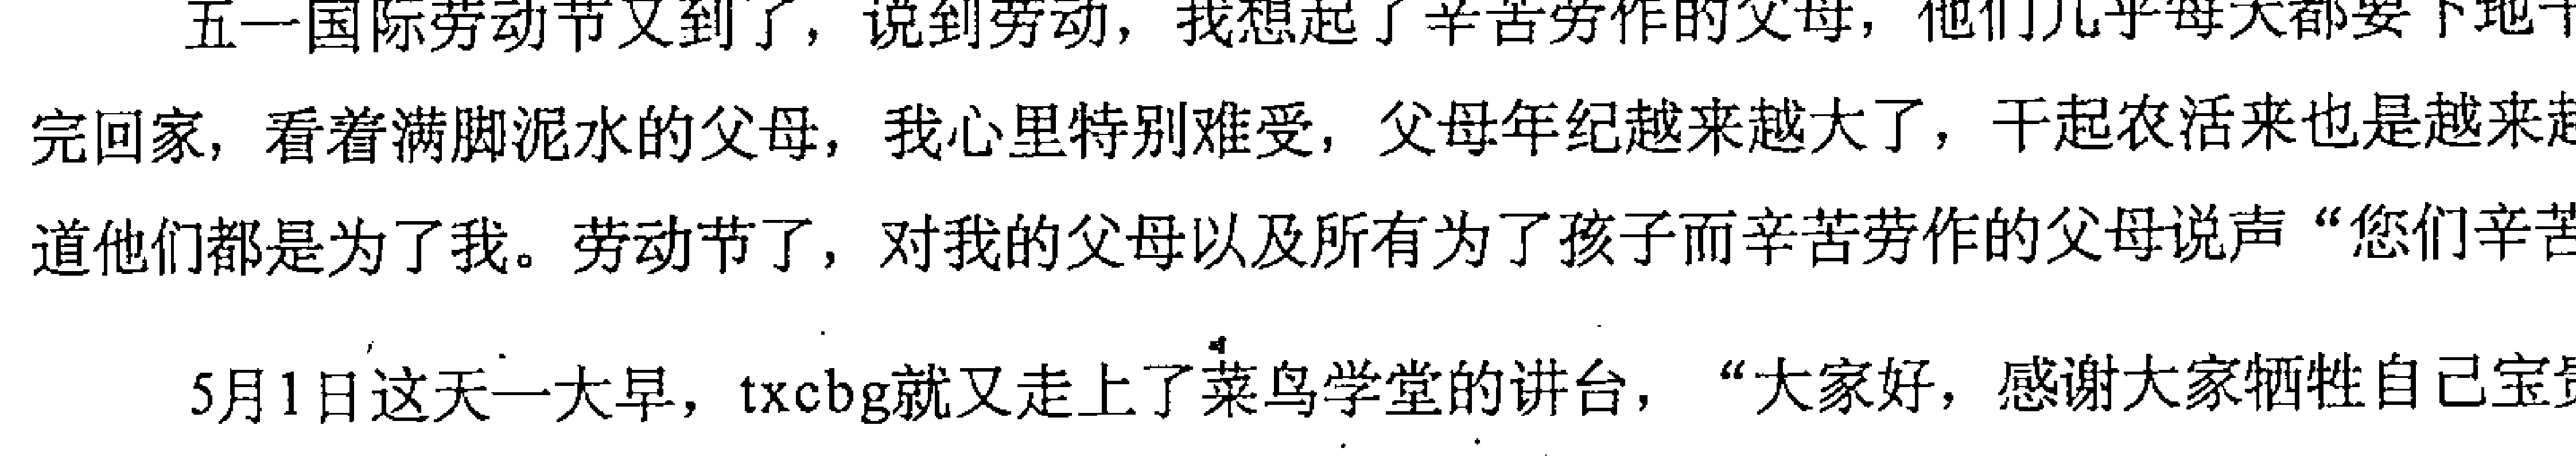 五一国际劳动节又到了，说到劳动，我想起了辛苦劳作的父母，他们几乎每天都要下地干
完回家，看着满脚泥水的父母，我心里特别难受，父母年纪越来越大了，干起农活来也是越来越
道他们都是为了我。劳动节了，对我的父母以及所有为了孩子而辛苦劳作的父母说声“您们辛苦
5月1日这天一大早，txcbg就又走上了菜鸟学堂的讲台，“大家好，感谢大家牺牲自己宝贵